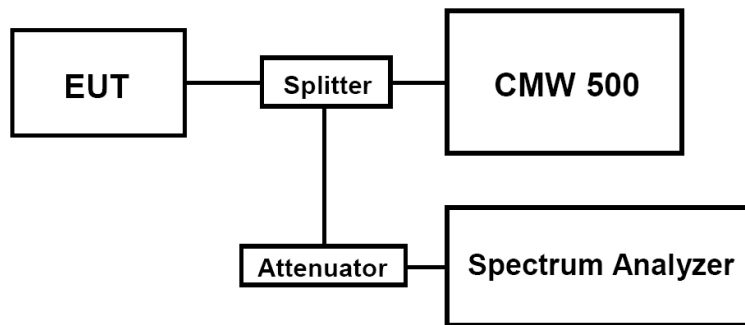 EUT
Splitter
CMW 500
Attenuator
Spectrum Analyzer